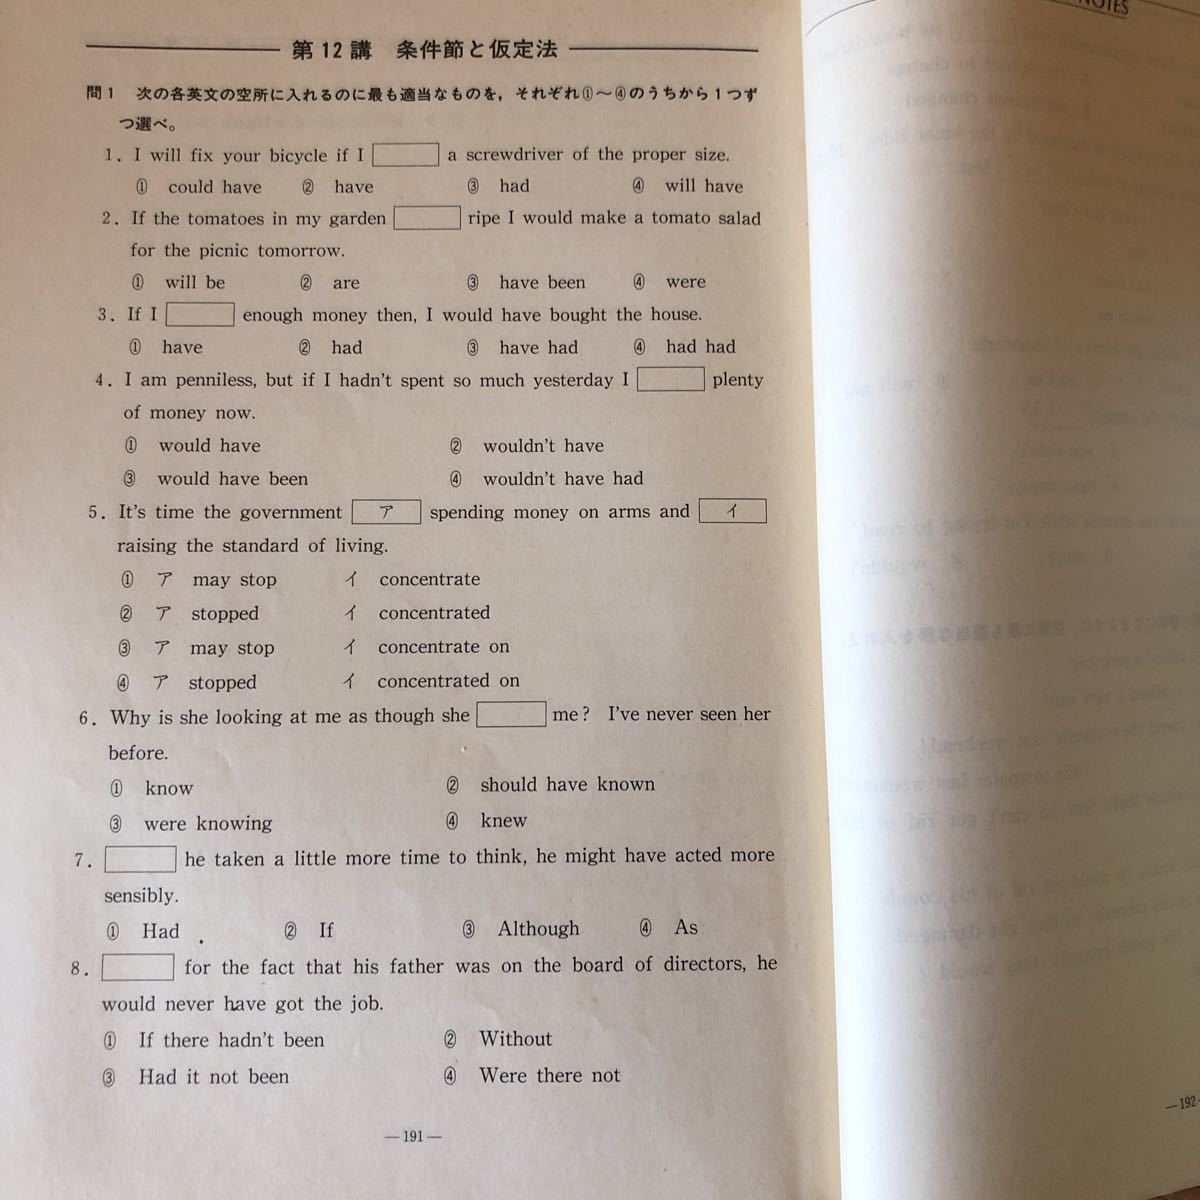 第12講 条件節と仮定法
問1 次の各英文の空所に入れるのに最も適当なものを，それぞれ①～④のうちから1つず
つ選べ。
1. I will fix your bicycle if I a screwdriver of the proper size.
① could have ② have ③ had ④ will have
2. If the tomatoes in my garden ripe I would make a tomato salad
for the picnic tomorrow.
① will be ② are ③ have been ④ were
3. If I enough money then, I would have bought the house.
① have ② had ③ have had ④ had had
4. I am penniless, but if I hadn't spent so much yesterday I plenty
of money now.
① would have ② wouldn't have
③ would have been ④ wouldn't have had
5. It's time the government ア spending money on arms and イ
raising the standard of living.
① ア may stop イ concentrate
② ア stopped イ concentrated
③ ア may stop イ concentrate on
④ ア stopped イ concentrated on
6. Why is she looking at me as though she me? I've never seen her
before.
① know ② should have known
③ were knowing ④ knew
7. he taken a little more time to think, he might have acted more
sensibly.
① Had ② If ③ Although ④ As
8. for the fact that his father was on the board of directors, he
would never have got the job.
① If there hadn't been ② Without
③ Had it not been ④ Were there not
—191—
NOTES
—192—